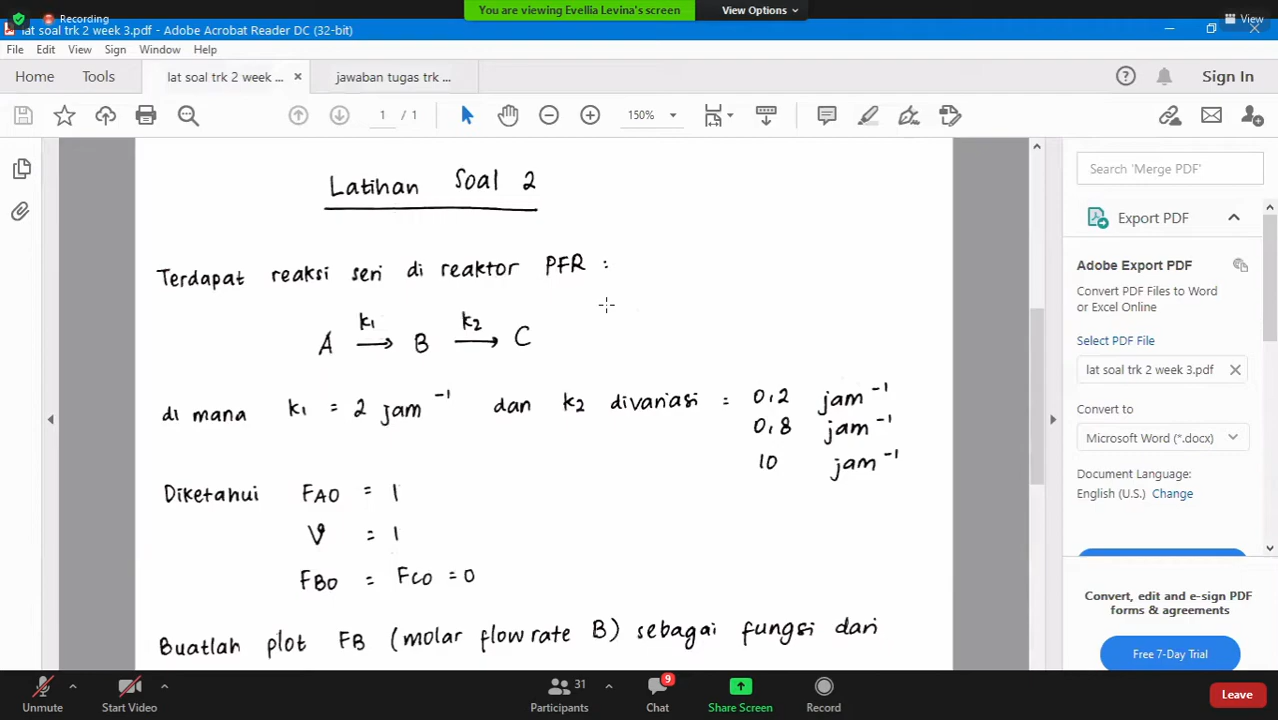 Recording
You are viewing Evellia Levina's screen
View Options
View
lat soal trk 2 week 3.pdf - Adobe Acrobat Reader DC (32-bit)
File Edit View Sign Window Help
Home Tools lat soal trk 2 week ... × jawaban tugas trk ... Sign In
1 / 1 150%
Latihan Soal 2
Terdapat reaksi seri di reaktor PFR :
k1 k2
A → B → C
di mana k1 = 2 jam⁻¹ dan k2 divariasi : 0,2 jam⁻¹
0,8 jam⁻¹
10 jam⁻¹
Diketahui FAO = 1
V = 1
FBO = FCO = 0
Buatlah plot FB (molar flow rate B) sebagai fungsi dari
Search 'Merge PDF'
Export PDF
Adobe Export PDF
Convert PDF Files to Word
or Excel Online
Select PDF File
lat soal trk 2 week 3.pdf
Convert to
Microsoft Word (*.docx)
Document Language:
English (U.S.) Change
Convert, edit and e-sign PDF
forms & agreements
Free 7-Day Trial
Unmute
Start Video
31
Participants
9
Chat
Share Screen
Record
Leave